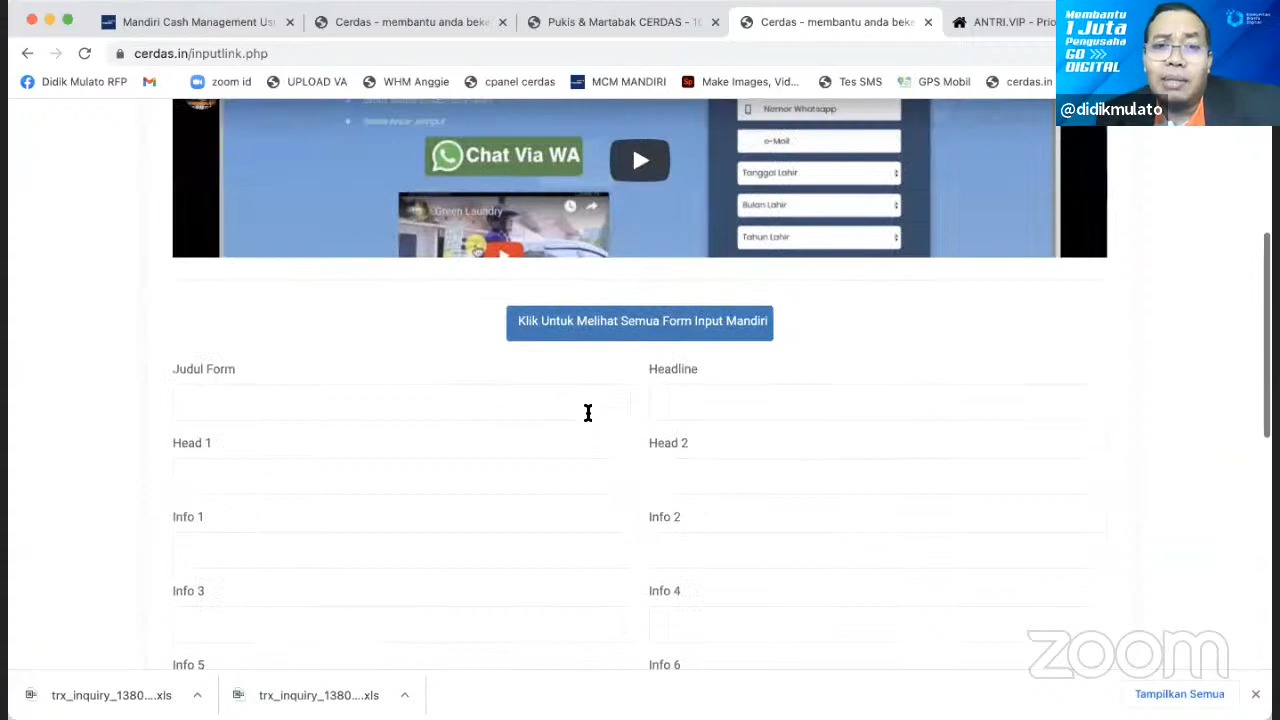 Mandiri Cash Management Us
Cerdas - membantu anda beke
Pukis & Martabak CERDAS - 10
Cerdas - membantu anda beke
ANTRI.VIP - Prio
cerdas.in/inputlink.php
Didik Mulato RFP
zoom id
UPLOAD VA
WM Anggie
cpanel cerdas
MCM MANDIRI
Make Images, Vid...
Tes SMS
GPS Mobil
cerdas.in
Membantu
1 Juta
Pengusaha
GO >>>
DIGITAL
@didikmulato
Nomor Whatsapp
Chat Via WA
e-Mail
Tanggal Lahir
Green Laundry
Bulan Lahir
Tahun Lahir
Klik Untuk Melihat Semua Form Input Mandiri
Judul Form
Headline
Head 1
Head 2
Info 1
Info 2
Info 3
Info 4
Info 5
Info 6
zoom
trx_inquiry_1380....xls
trx_inquiry_1380....xls
Tampilkan Semua